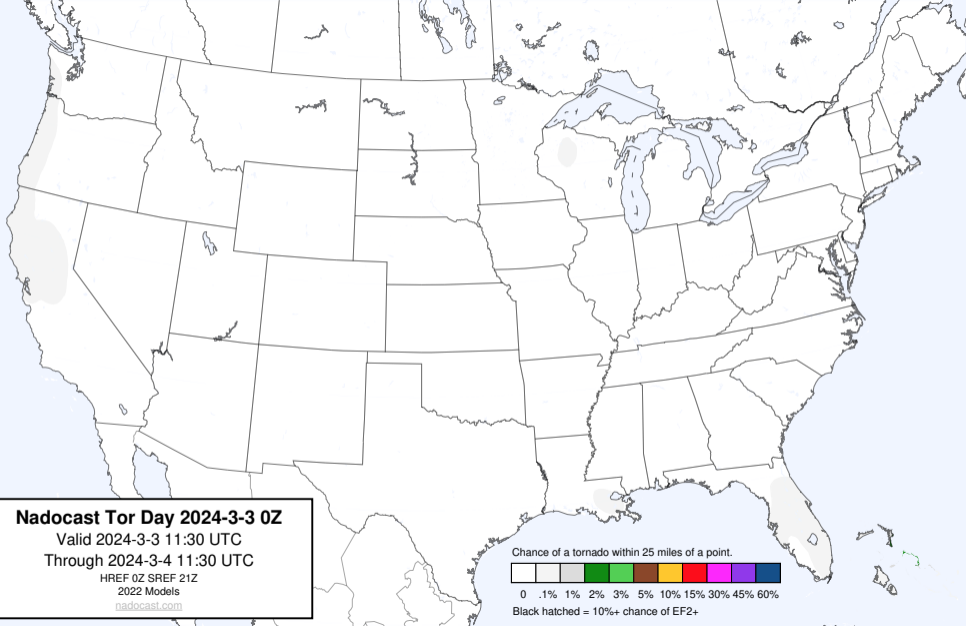 Nadocast Tor Day 2024-3-3 0Z
Valid 2024-3-3 11:30 UTC
Through 2024-3-4 11:30 UTC
HREF 0Z SREF 21Z
2022 Models
nadocast.com
Chance of a tornado within 25 miles of a point.
0 .1% 1% 2% 3% 5% 10% 15% 30% 45% 60%
Black hatched = 10%+ chance of EF2+